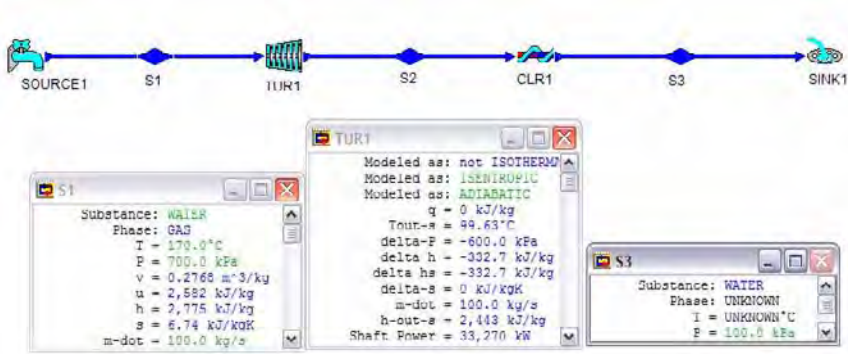 SOURCE1
S1
TUR1
S2
CLR1
S3
SINK1
TUR1
Modeled as: not ISOTHERMA
Modeled as: ISENTROPIC
Modeled as: ADIABATIC
q = 0 kJ/kg
Tout-s = 99.63°C
delta-P = -600.0 kPa
delta h = -332.7 kJ/kg
delta hs = -332.7 kJ/kg
delta-s = 0 kJ/kgK
m-dot = 100.0 kg/s
h-out-s = 2,443 kJ/kg
Shaft Power = 33,270 kW
S1
Substance: WATER
Phase: GAS
T = 170.0°C
P = 700.0 kPa
v = 0.2768 m^3/kg
u = 2,582 kJ/kg
h = 2,775 kJ/kg
s = 6.74 kJ/kgK
m-dot = 100.0 kg/s
S3
Substance: WATER
Phase: UNKNOWN
T = UNKNOWN°C
P = 100.0 kPa